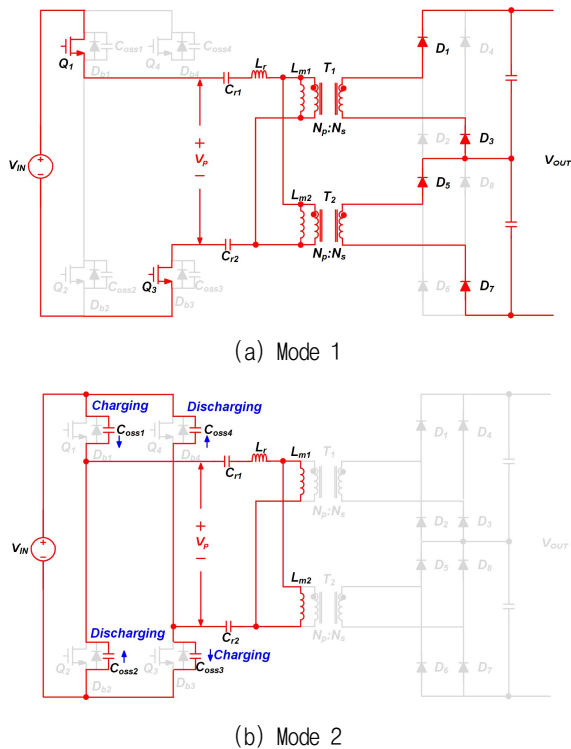 Q1
Coss1
Db1
Q4
Coss4
Db4
Cr1
Lr
Lm1
T1
Np:Ns
D1
D4
D2
D3
VIN
+
VP
−
VOUT
Lm2
T2
Np:Ns
D5
D8
Cr2
Q2
Coss2
Db2
Q3
Coss3
Db3
D6
D7
(a) Mode 1
Charging
Discharging
Q1
Coss1
Db1
Q4
Coss4
Db4
Cr1
Lr
Lm1
T1
Np:Ns
D1
D4
D2
D3
VIN
+
VP
−
VOUT
Lm2
T2
Np:Ns
D5
D8
Cr2
Discharging
Charging
Q2
Coss2
Db2
Q3
Coss3
Db3
D6
D7
(b) Mode 2